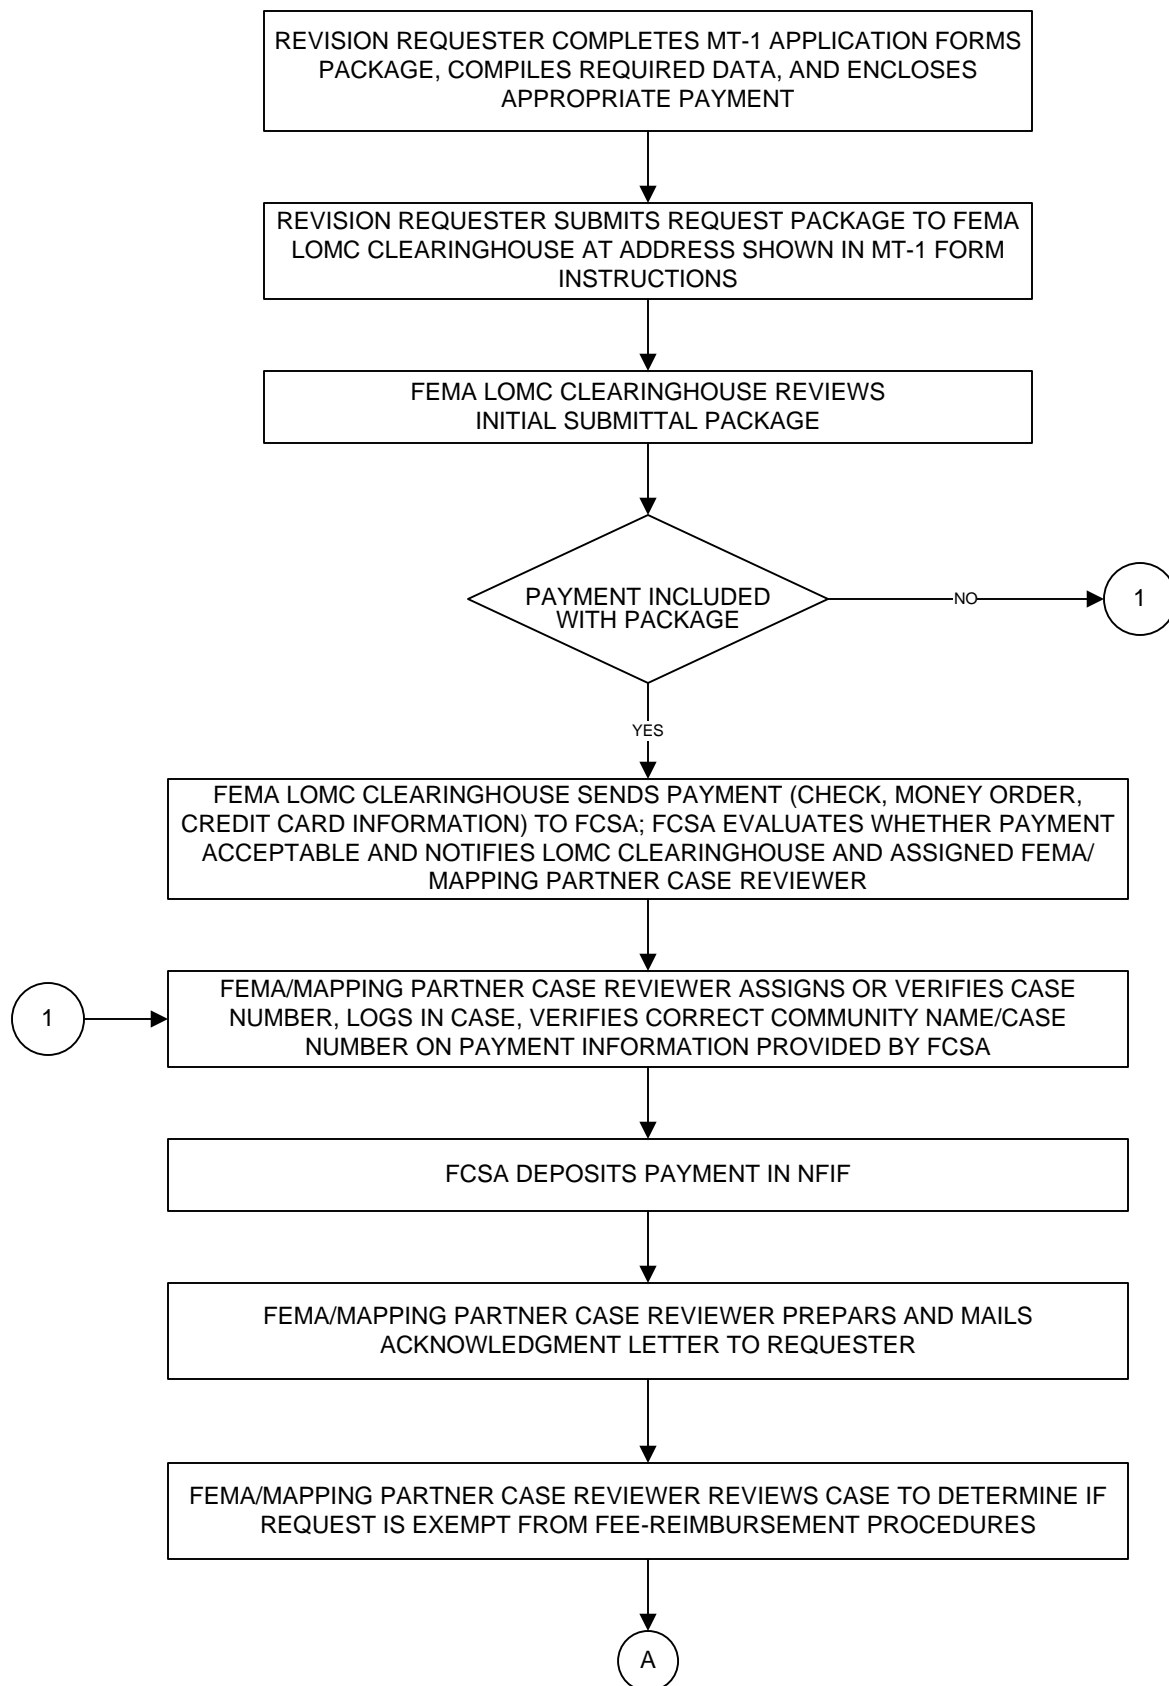 REVISION REQUESTER COMPLETES MT-1 APPLICATION FORMS
PACKAGE, COMPILES REQUIRED DATA, AND ENCLOSES
APPROPRIATE PAYMENT
REVISION REQUESTER SUBMITS REQUEST PACKAGE TO FEMA
LOMC CLEARINGHOUSE AT ADDRESS SHOWN IN MT-1 FORM
INSTRUCTIONS
FEMA LOMC CLEARINGHOUSE REVIEWS
INITIAL SUBMITTAL PACKAGE
PAYMENT INCLUDED
WITH PACKAGE
NO
1
YES
FEMA LOMC CLEARINGHOUSE SENDS PAYMENT (CHECK, MONEY ORDER,
CREDIT CARD INFORMATION) TO FCSA; FCSA EVALUATES WHETHER PAYMENT
ACCEPTABLE AND NOTIFIES LOMC CLEARINGHOUSE AND ASSIGNED FEMA/
MAPPING PARTNER CASE REVIEWER
1
FEMA/MAPPING PARTNER CASE REVIEWER ASSIGNS OR VERIFIES CASE
NUMBER, LOGS IN CASE, VERIFIES CORRECT COMMUNITY NAME/CASE
NUMBER ON PAYMENT INFORMATION PROVIDED BY FCSA
FCSA DEPOSITS PAYMENT IN NFIF
FEMA/MAPPING PARTNER CASE REVIEWER PREPARS AND MAILS
ACKNOWLEDGMENT LETTER TO REQUESTER
FEMA/MAPPING PARTNER CASE REVIEWER REVIEWS CASE TO DETERMINE IF
REQUEST IS EXEMPT FROM FEE-REIMBURSEMENT PROCEDURES
A